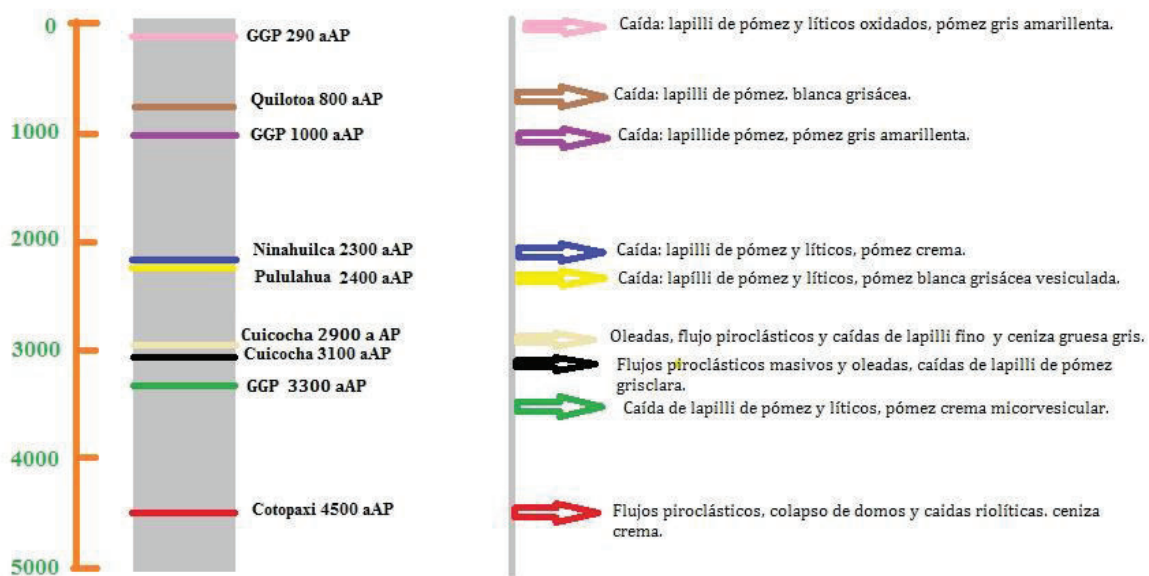 0
GGP 290 aAP
Caída: lapilli de pómez y líticos oxidados, pómez gris amarillenta.
Quilotoa 800 aAP
Caída: lapilli de pómez. blanca grisácea.
1000
GGP 1000 aAP
Caída: lapillide pómez, pómez gris amarillenta.
2000
Ninahuilca 2300 aAP
Caída: lapilli de pómez y líticos, pómez crema.
Pululahua 2400 aAP
Caída: lapilli de pómez y líticos, pómez blanca grisácea vesiculada.
Cuicocha 2900 a AP
Oleadas, flujo piroclásticos y caídas de lapilli fino y ceniza gruesa gris.
3000
Cuicocha 3100 aAP
Flujos piroclásticos masivos y oleadas, caídas de lapilli de pómez
grisclara.
GGP 3300 aAP
Caída de lapilli de pómez y líticos, pómez crema micorvesicular.
4000
Cotopaxi 4500 aAP
Flujos piroclásticos, colapso de domos y caidas riolíticas. ceniza
crema.
5000